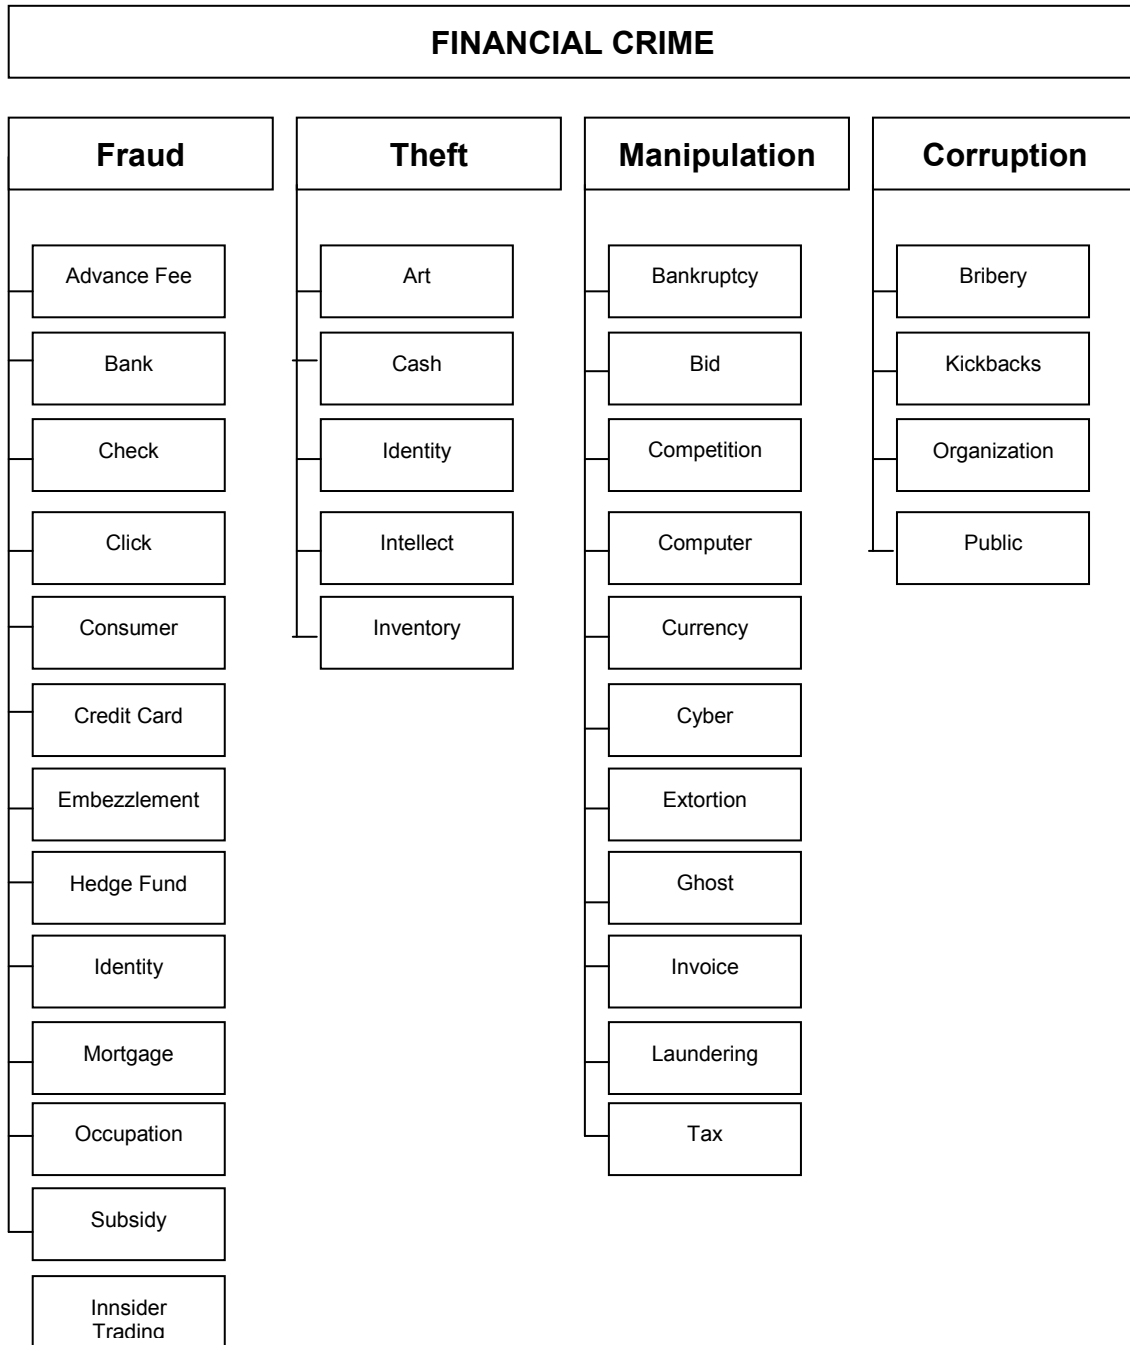 FINANCIAL CRIME
Fraud
Advance Fee
Bank
Check
Click
Consumer
Credit Card
Embezzlement
Hedge Fund
Identity
Mortgage
Occupation
Subsidy
Innsider
Trading
Theft
Art
Cash
Identity
Intellect
Inventory
Manipulation
Bankruptcy
Bid
Competition
Computer
Currency
Cyber
Extortion
Ghost
Invoice
Laundering
Tax
Corruption
Bribery
Kickbacks
Organization
Public